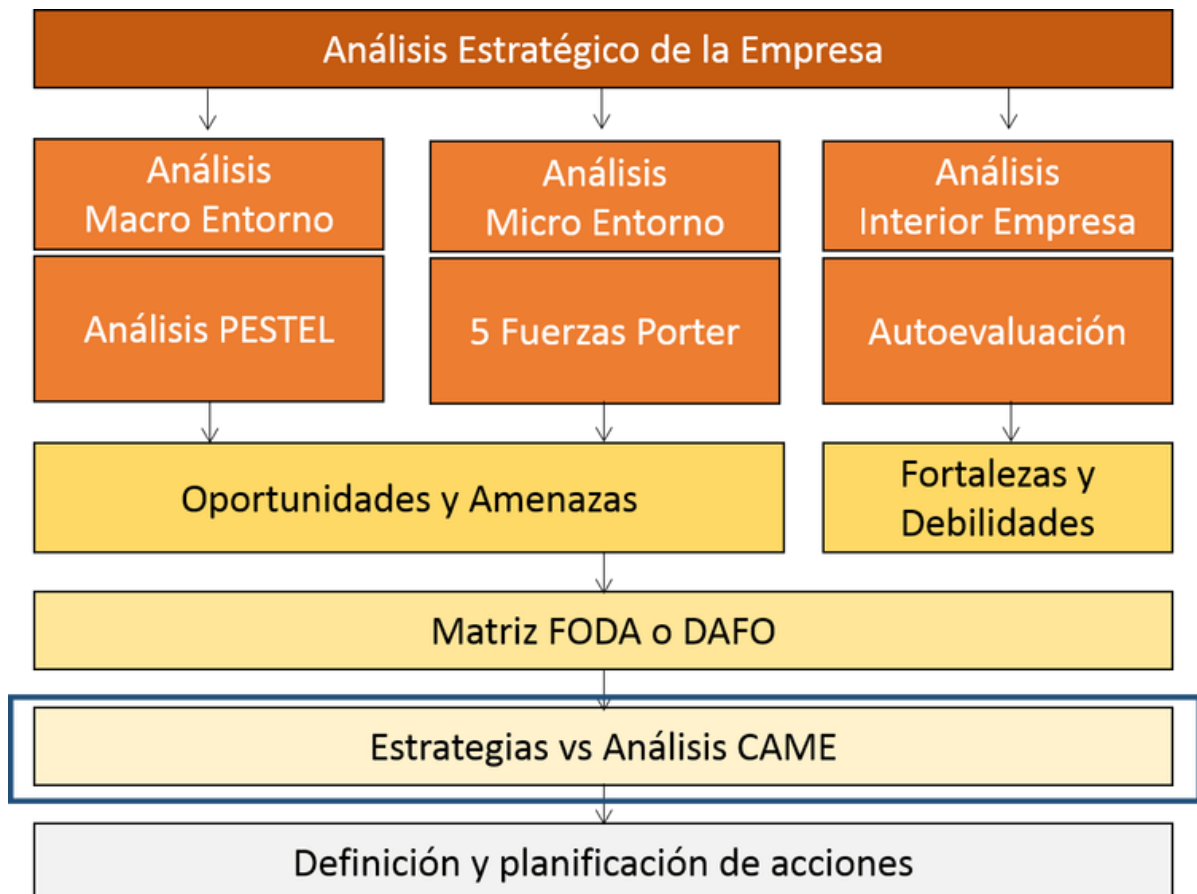 Análisis Estratégico de la Empresa
Análisis
Macro Entorno
Análisis PESTEL
Análisis
Micro Entorno
5 Fuerzas Porter
Análisis
Interior Empresa
Autoevaluación
Oportunidades y Amenazas
Fortalezas y
Debilidades
Matriz FODA o DAFO
Estrategias vs Análisis CAME
Definición y planificación de acciones